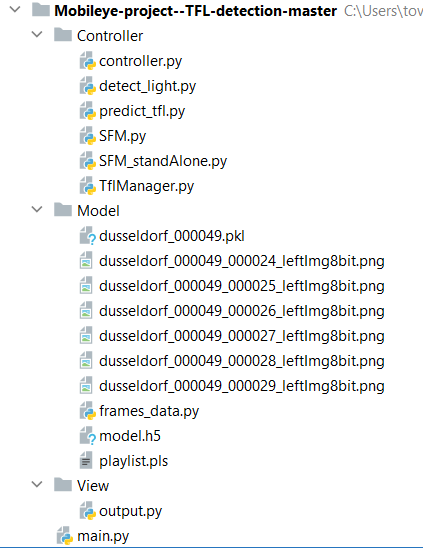 Mobileye-project--TFL-detection-master C:\Users\tov
Controller
controller.py
detect_light.py
predict_tfl.py
SFM.py
SFM_standAlone.py
TflManager.py
Model
dusseldorf_000049.pkl
dusseldorf_000049_000024_leftImg8bit.png
dusseldorf_000049_000025_leftImg8bit.png
dusseldorf_000049_000026_leftImg8bit.png
dusseldorf_000049_000027_leftImg8bit.png
dusseldorf_000049_000028_leftImg8bit.png
dusseldorf_000049_000029_leftImg8bit.png
frames_data.py
model.h5
playlist.pls
View
output.py
main.py